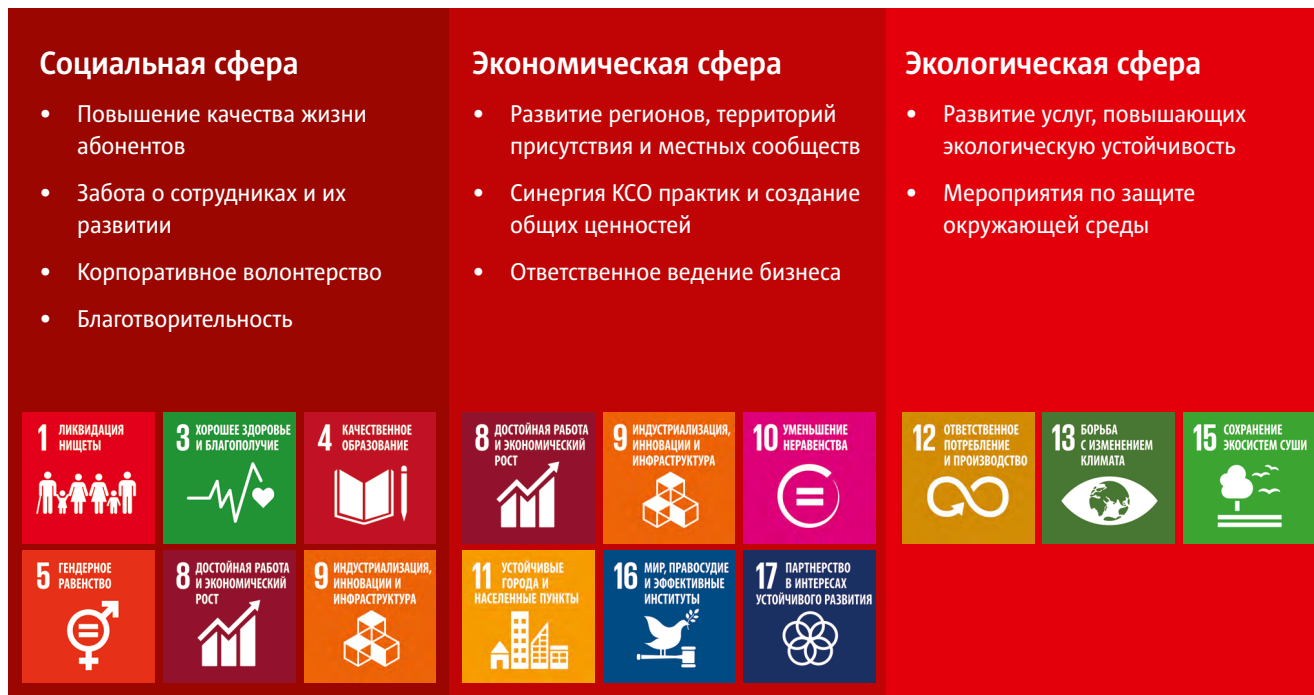 Социальная сфера
• Повышение качества жизни
абонентов
• Забота о сотрудниках и их
развитии
• Корпоративное волонтерство
• Благотворительность
1 ЛИКВИДАЦИЯ
НИЩЕТЫ
3 ХОРОШЕЕ ЗДОРОВЬЕ
И БЛАГОПОЛУЧИЕ
4 КАЧЕСТВЕННОЕ
ОБРАЗОВАНИЕ
5 ГЕНДЕРНОЕ
РАВЕНСТВО
8 ДОСТОЙНАЯ РАБОТА
И ЭКОНОМИЧЕСКИЙ
РОСТ
9 ИНДУСТРИАЛИЗАЦИЯ,
ИННОВАЦИИ И
ИНФРАСТРУКТУРА
Экономическая сфера
• Развитие регионов, территорий
присутствия и местных сообществ
• Синергия КСО практик и создание
общих ценностей
• Ответственное ведение бизнеса
8 ДОСТОЙНАЯ РАБОТА
И ЭКОНОМИЧЕСКИЙ
РОСТ
9 ИНДУСТРИАЛИЗАЦИЯ,
ИННОВАЦИИ И
ИНФРАСТРУКТУРА
10 УМЕНЬШЕНИЕ
НЕРАВЕНСТВА
11 УСТОЙЧИВЫЕ
ГОРОДА И
НАСЕЛЕННЫЕ ПУНКТЫ
16 МИР, ПРАВОСУДИЕ
И ЭФФЕКТИВНЫЕ
ИНСТИТУТЫ
17 ПАРТНЕРСТВО
В ИНТЕРЕСАХ
УСТОЙЧИВОГО РАЗВИТИЯ
Экологическая сфера
• Развитие услуг, повышающих
экологическую устойчивость
• Мероприятия по защите
окружающей среды
12 ОТВЕТСТВЕННОЕ
ПОТРЕБЛЕНИЕ
И ПРОИЗВОДСТВО
13 БОРЬБА
С ИЗМЕНЕНИЕМ
КЛИМАТА
15 СОХРАНЕНИЕ
ЭКОСИСТЕМ СУШИ